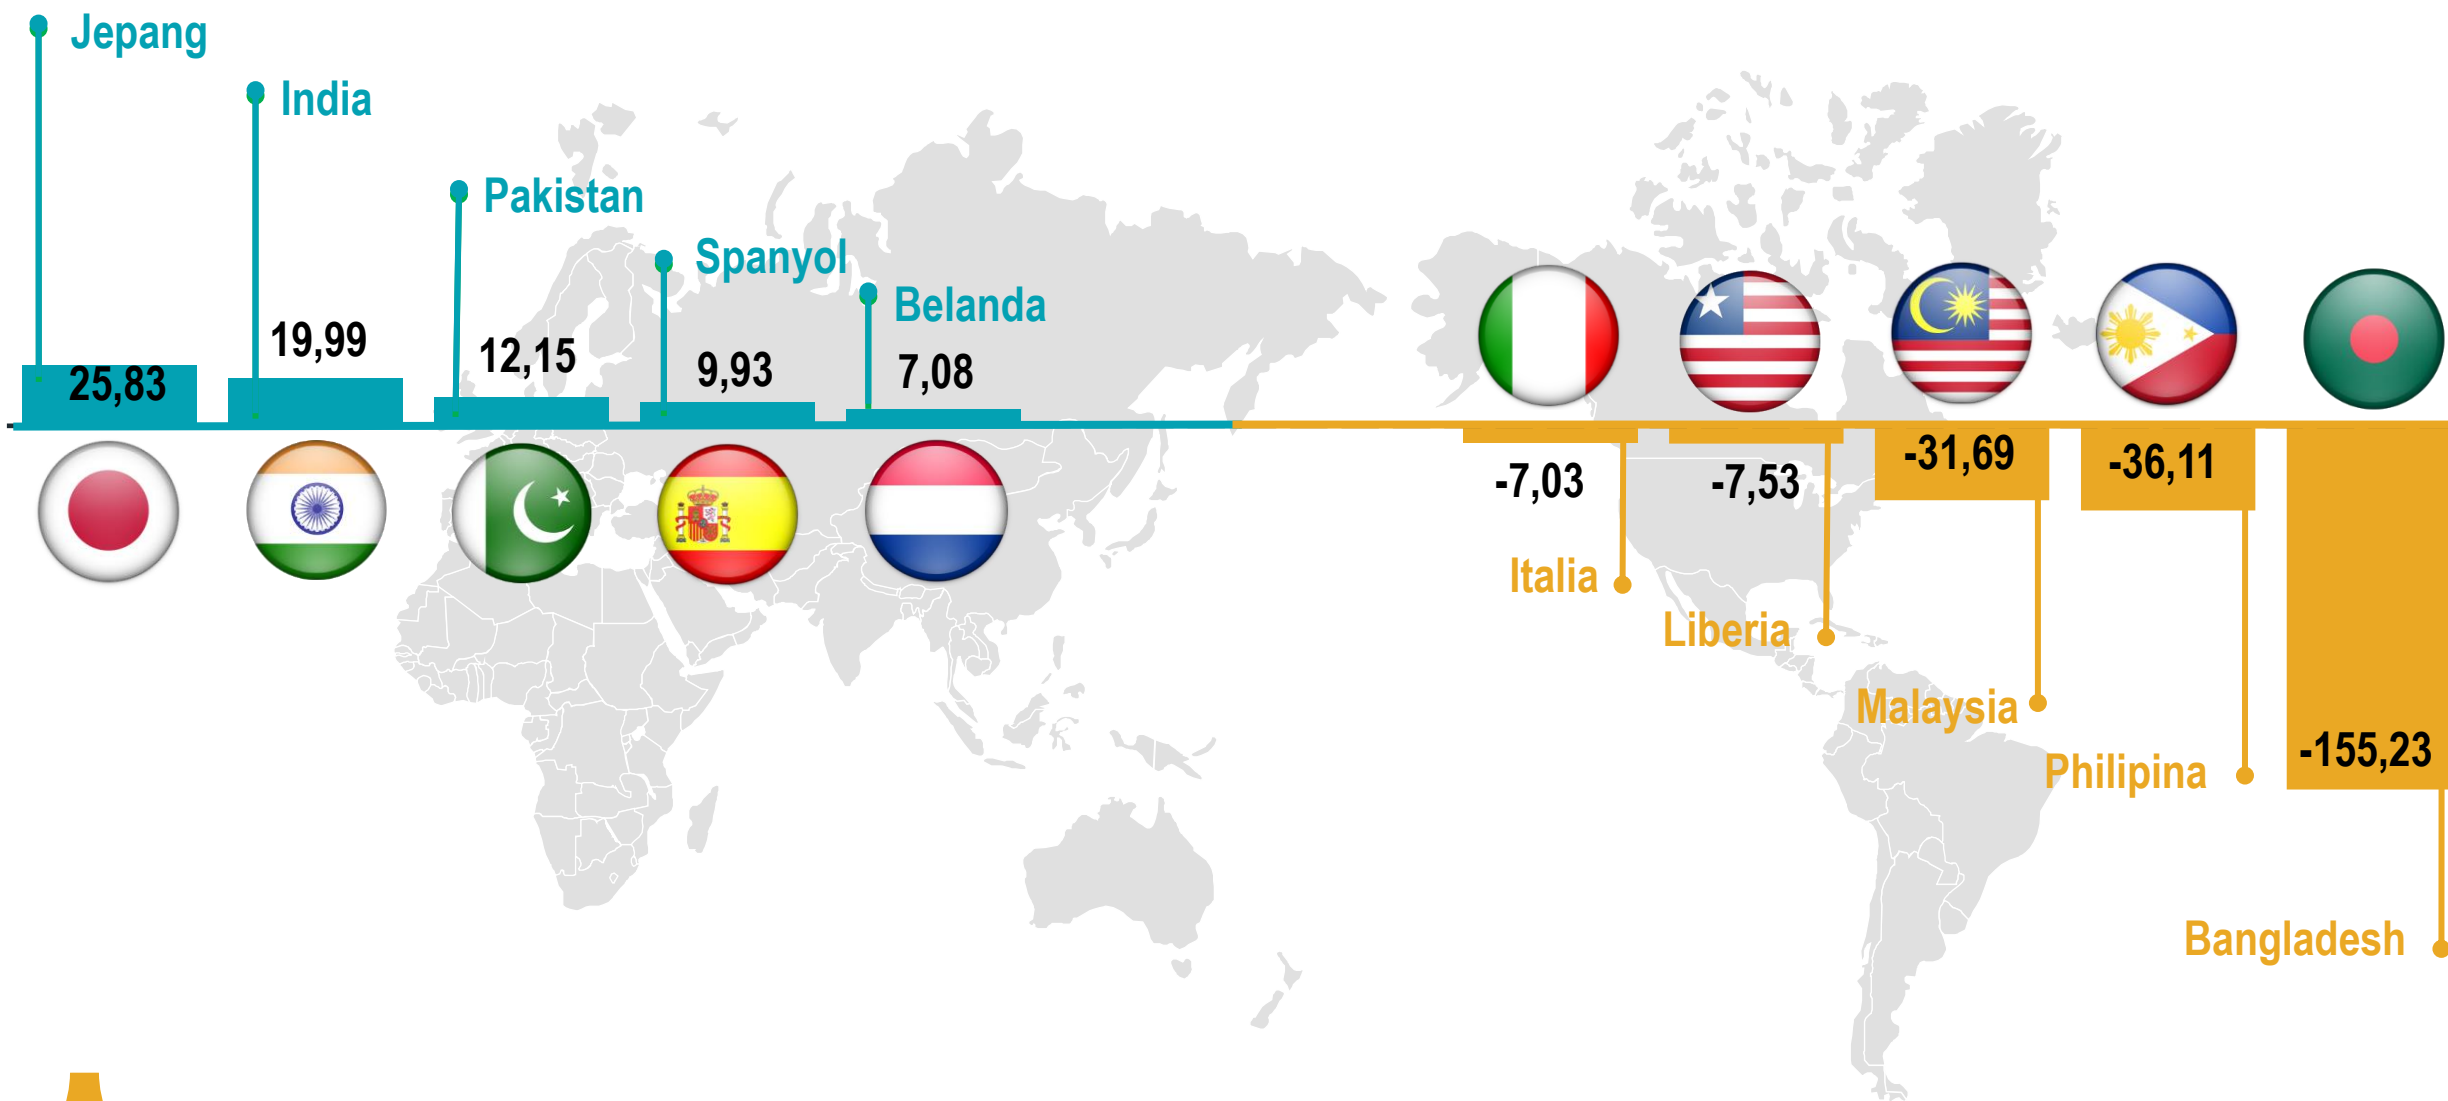 Jepang
India
Pakistan
Spanyol
Belanda
25,83
19,99
12,15
9,93
7,08
-7,03
-7,53
-31,69
-36,11
-155,23
Italia
Liberia
Malaysia
Philipina
Bangladesh